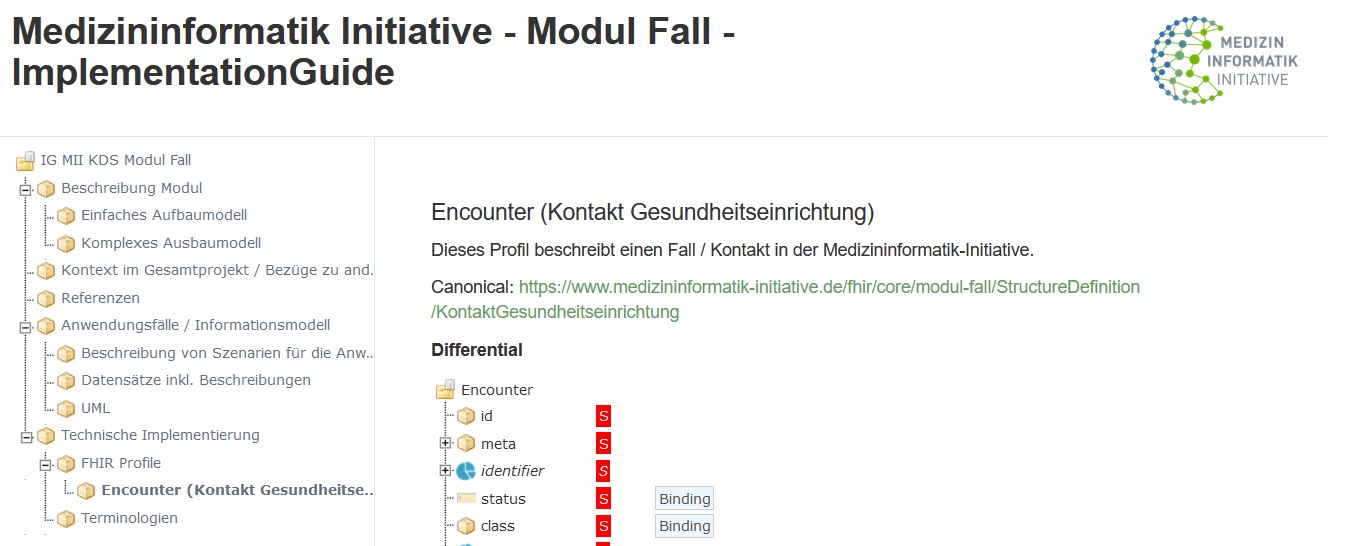 Medizininformatik Initiative - Modul Fall -
ImplementationGuide
MEDIZIN
INFORMATIK
INITIATIVE
IG MII KDS Modul Fall
Beschreibung Modul
Einfaches Aufbaumodell
Komplexes Ausbaumodell
Kontext im Gesamtprojekt / Bezüge zu and.
Referenzen
Anwendungsfälle / Informationsmodell
Beschreibung von Szenarien für die Anw..
Datensätze inkl. Beschreibungen
UML
Technische Implementierung
FHIR Profile
Encounter (Kontakt Gesundheitse..
Terminologien
Encounter (Kontakt Gesundheitseinrichtung)
Dieses Profil beschreibt einen Fall / Kontakt in der Medizininformatik-Initiative.
Canonical: https://www.medizininformatik-initiative.de/fhir/core/modul-fall/StructureDefinition
/KontaktGesundheitseinrichtung
Differential
Encounter
id S
meta S
identifier S
status S Binding
class S Binding